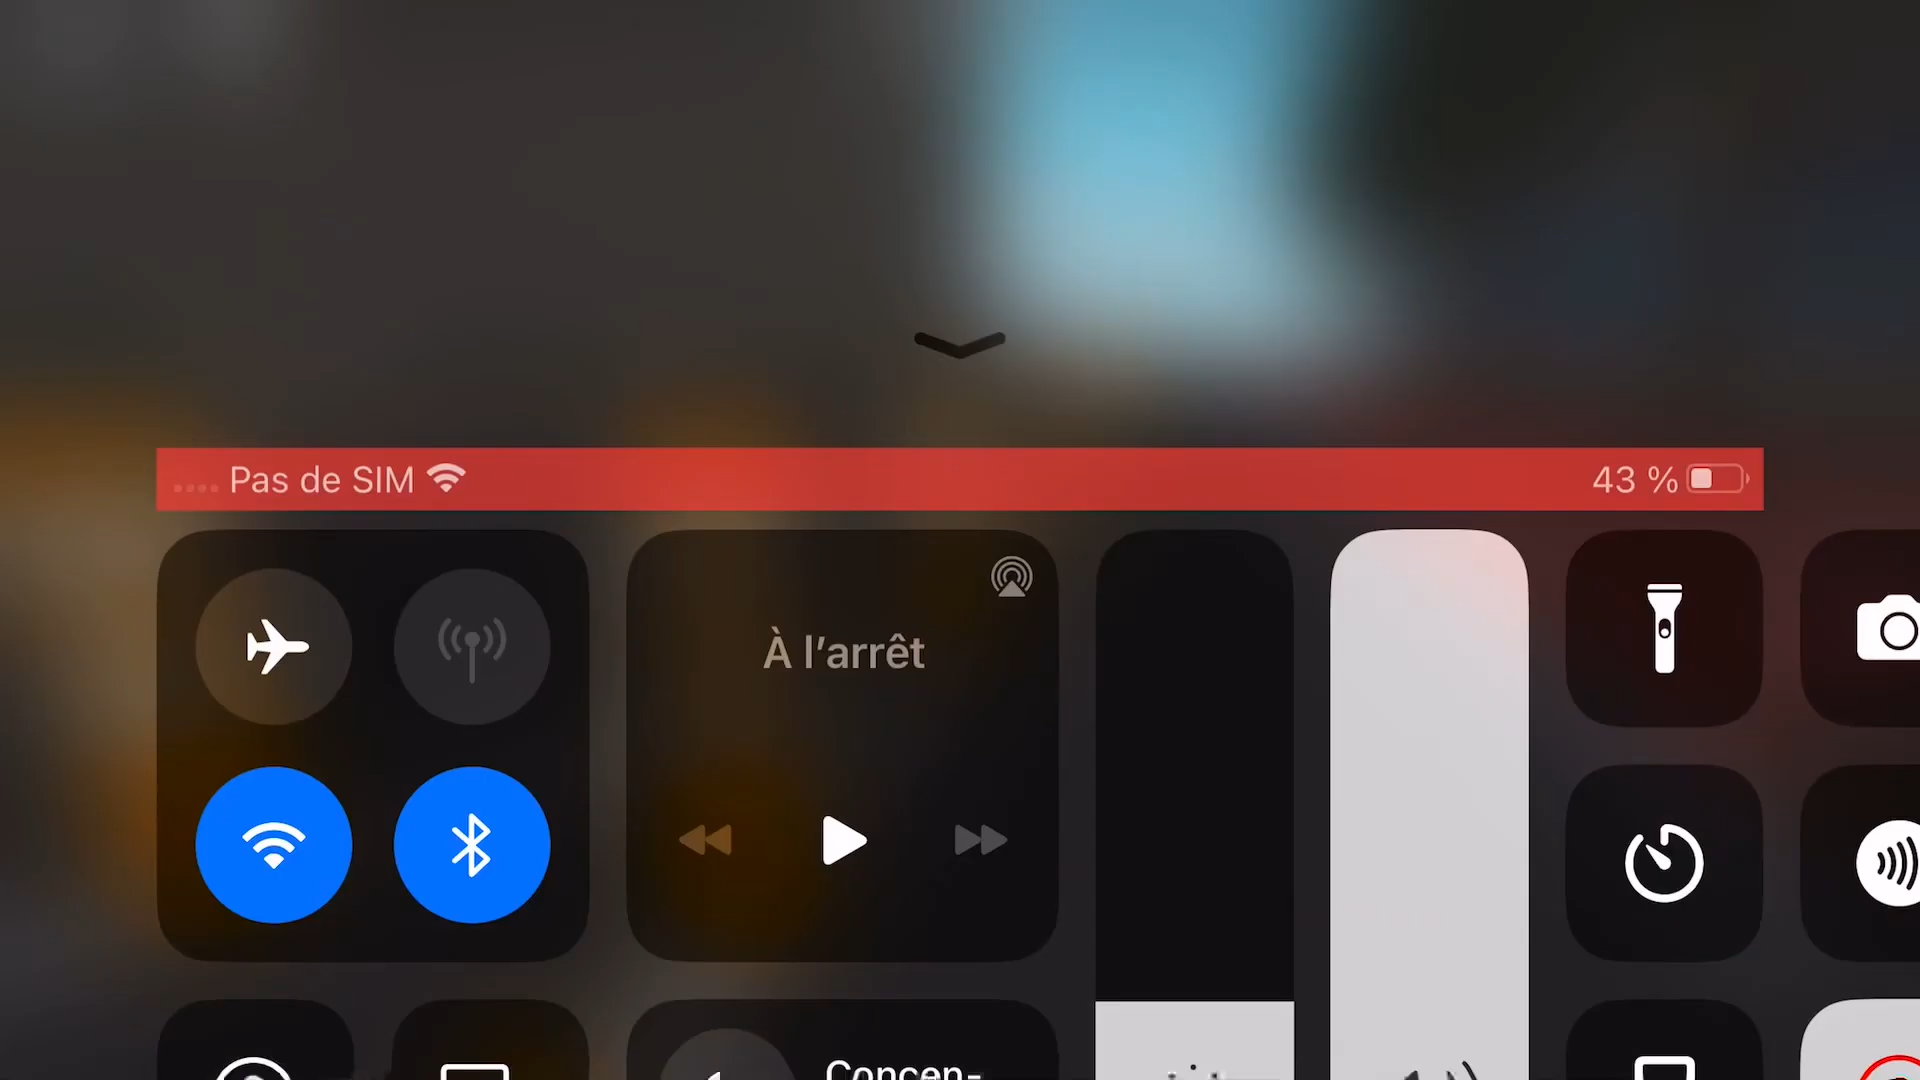 Pas de SIM
43 %
À l’arrêt
Concen-